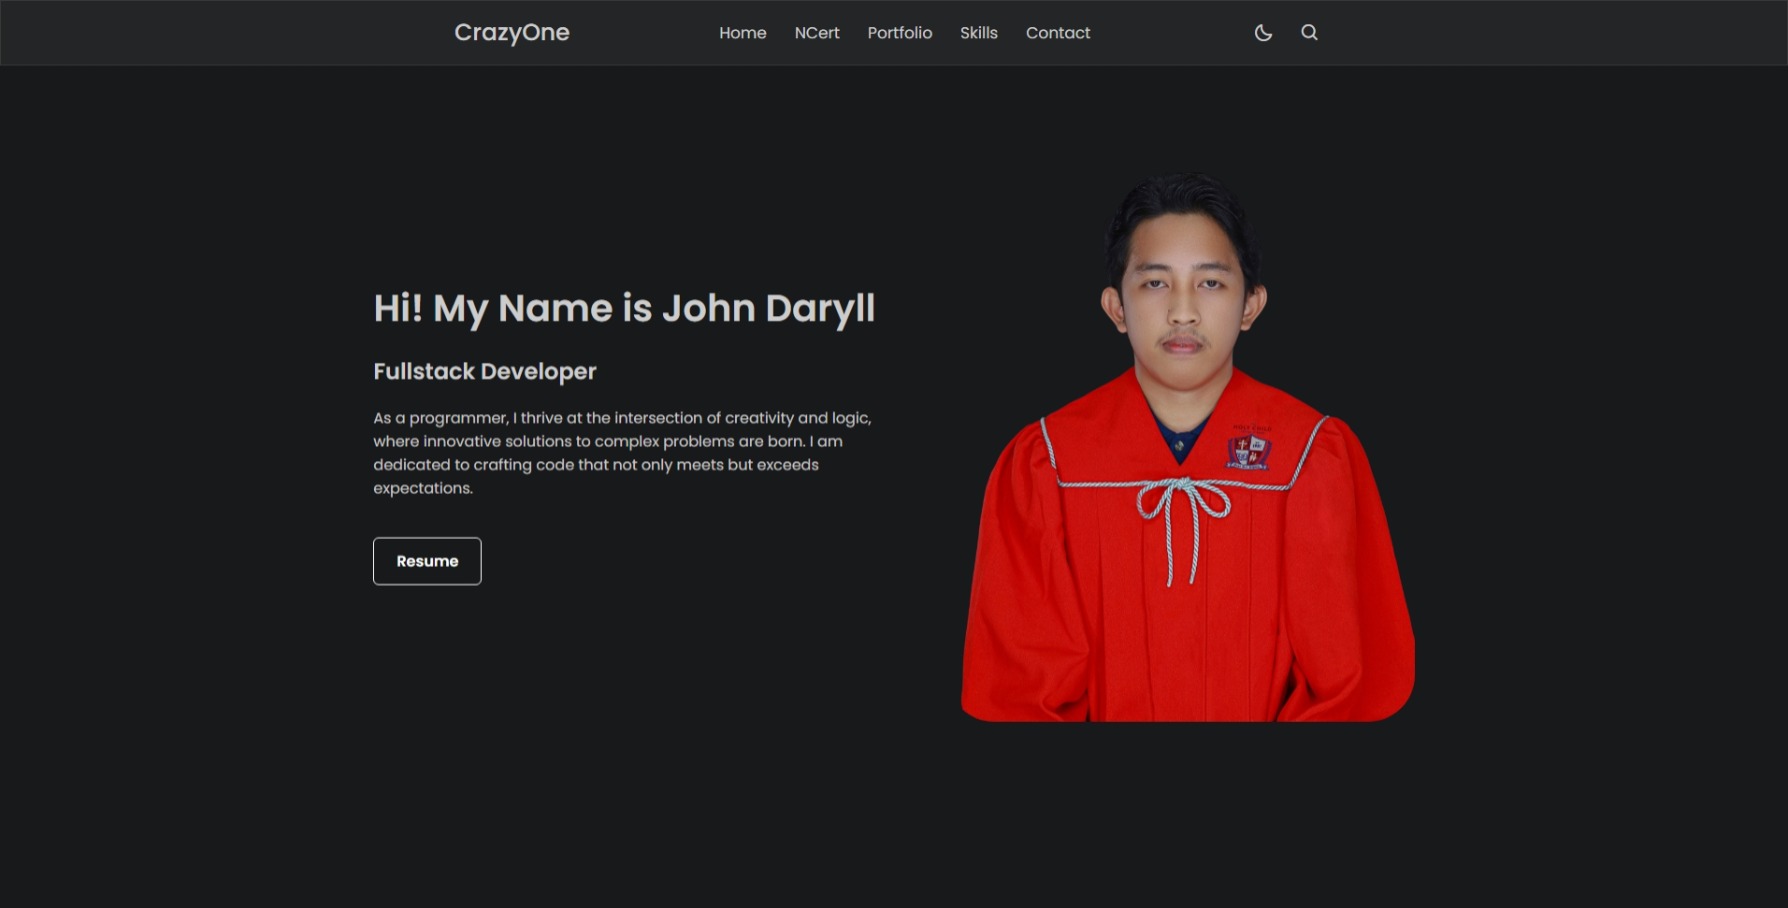 CrazyOne
Home NCert Portfolio Skills Contact
Hi! My Name is John Daryll
Fullstack Developer
As a programmer, I thrive at the intersection of creativity and logic,
where innovative solutions to complex problems are born. I am
dedicated to crafting code that not only meets but exceeds
expectations.
Resume
HOLY CHILD